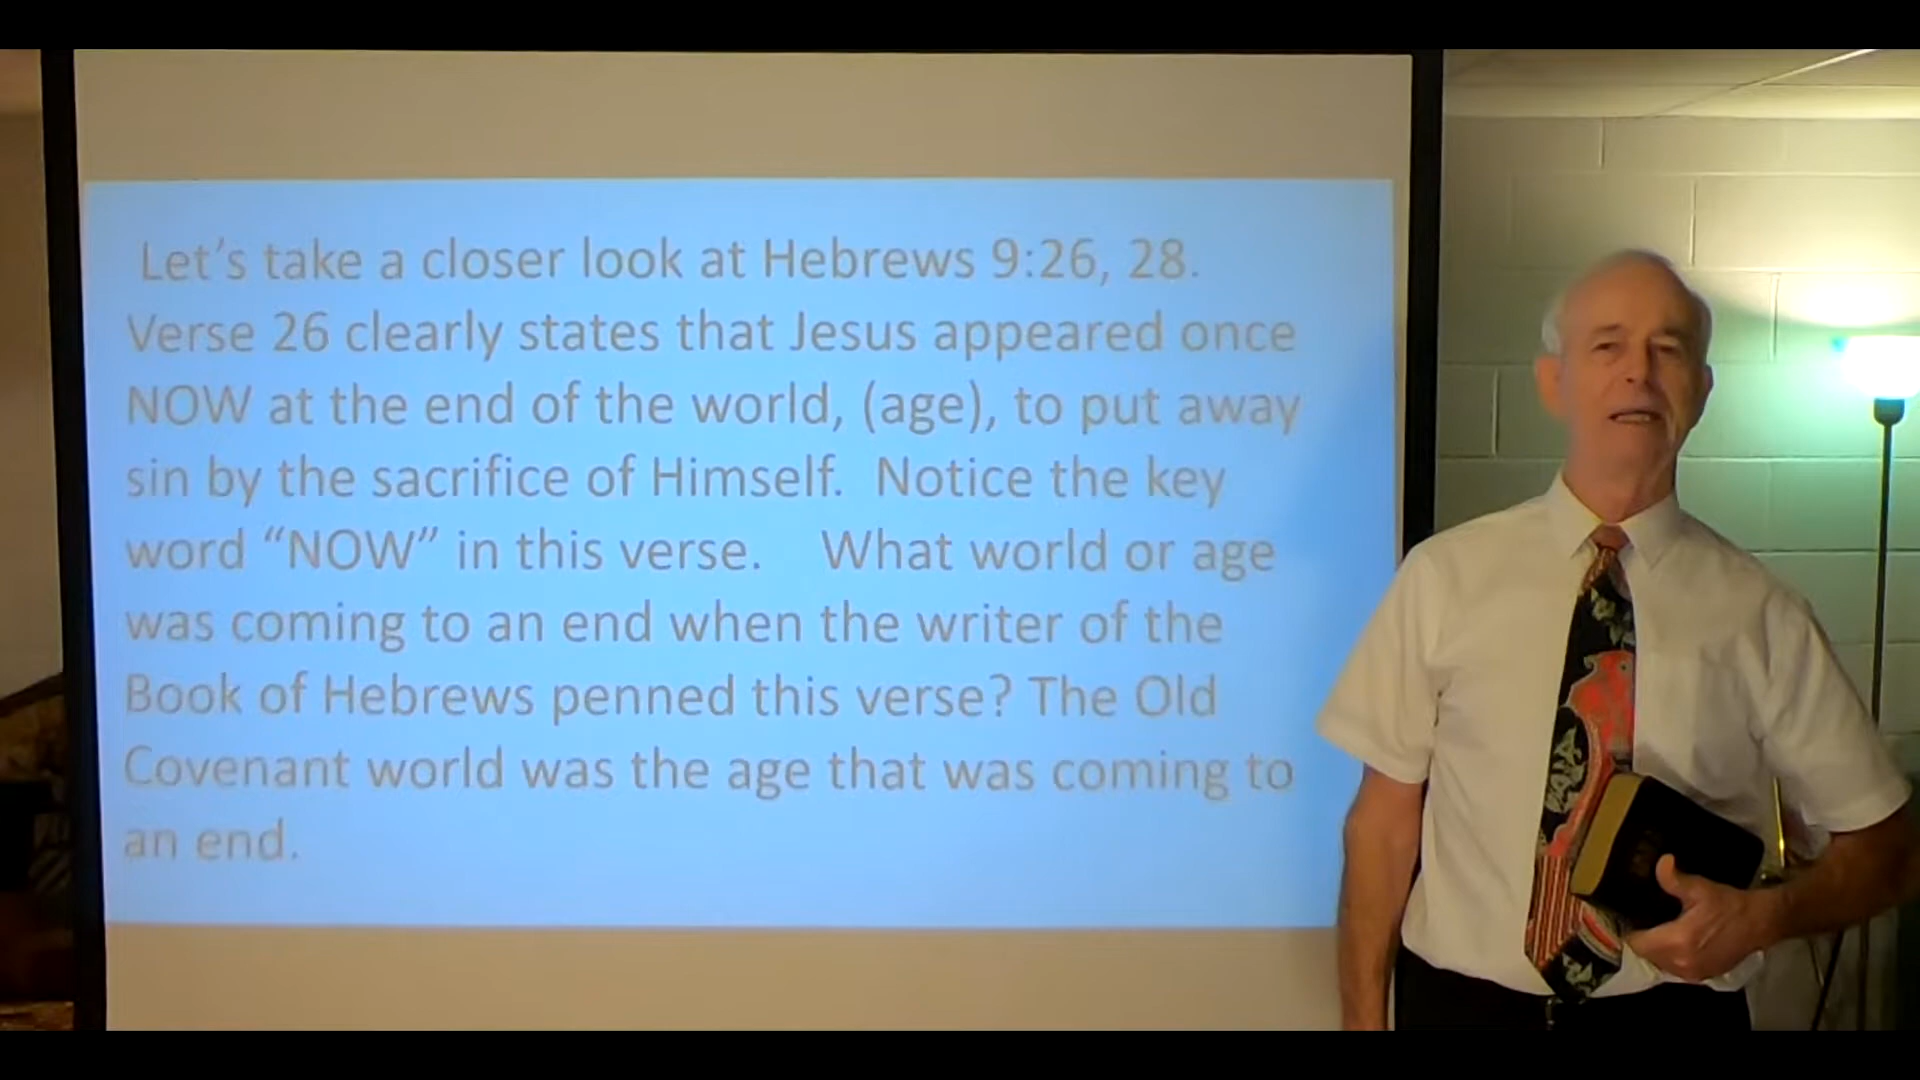 Let’s take a closer look at Hebrews 9:26, 28.
Verse 26 clearly states that Jesus appeared once
NOW at the end of the world, (age), to put away
sin by the sacrifice of Himself. Notice the key
word “NOW” in this verse. What world or age
was coming to an end when the writer of the
Book of Hebrews penned this verse? The Old
Covenant world was the age that was coming to
an end.